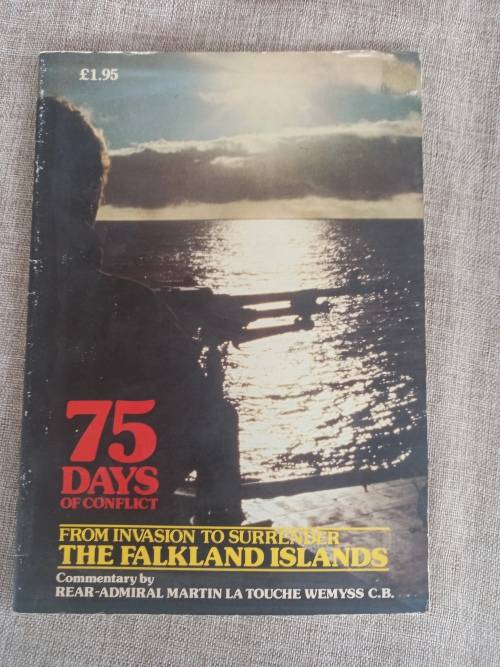 £1.95
75
DAYS
OF CONFLICT
FROM INVASION TO SURRENDER
THE FALKLAND ISLANDS
Commentary by
REAR-ADMIRAL MARTIN LA TOUCHE WEMYSS C.B.